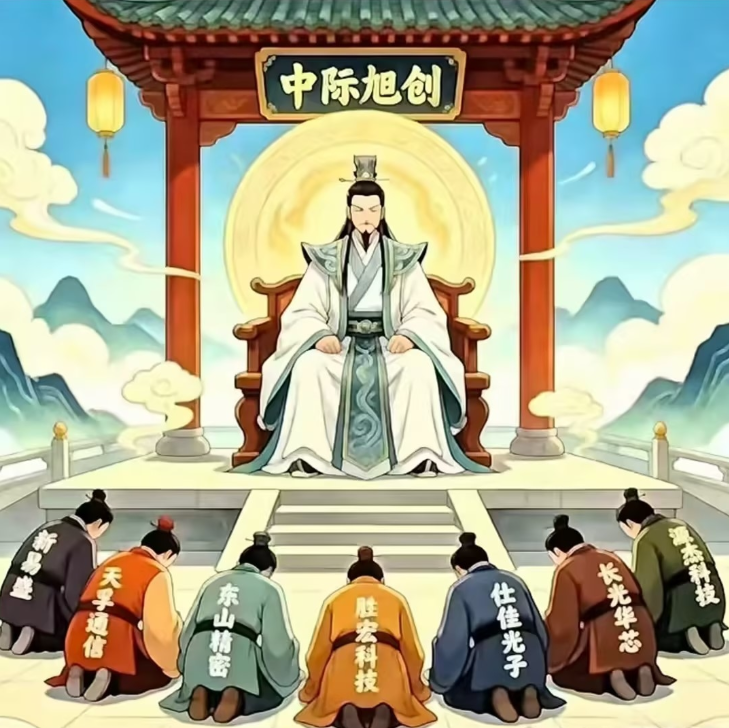 中际旭创
新易盛
天孚通信
东山精密
胜宏科技
仕佳光子
长光华芯
源杰科技